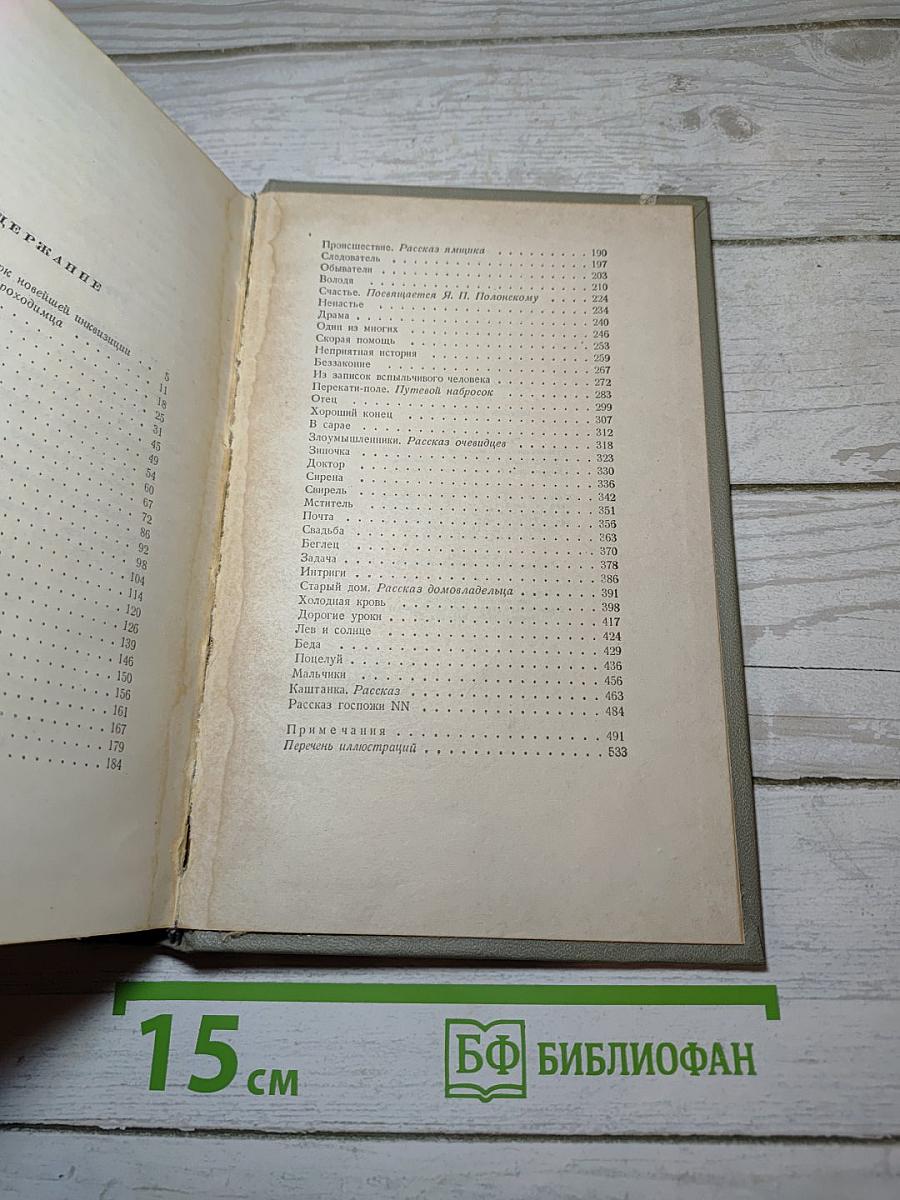 ДЕРЖАНИЕ
новейшей инквизиции
проходимца
5
11
18
25
31
45
49
54
60
67
72
86
92
98
104
114
120
126
139
146
150
156
161
167
179
184
Происшествие. Рассказ ямщика 190
Следователь 197
Обыватели 203
Володя 210
Счастье. Посвящается Я. П. Полонскому 224
Ненастье 234
Драма 240
Один из многих 246
Скорая помощь 253
Неприятная история 259
Беззаконие 267
Из записок вспыльчивого человека 272
Перекати-поле. Путевой набросок 283
Отец 299
Хороший конец 307
В сарае 312
Злоумышленники. Рассказ очевидцев 318
Зиночка 323
Доктор 330
Сирена 336
Свирель 342
Мститель 351
Почта 356
Свадьба 363
Беглец 370
Задача 378
Интриги 386
Старый дом. Рассказ домовладельца 391
Холодная кровь 398
Дорогие уроки 417
Лев и солнце 424
Беда 429
Поцелуй 436
Мальчики 456
Каштанка. Рассказ 463
Рассказ госпожи NN 484
Примечания 491
Перечень иллюстраций 533
15 см
БФ БИБЛИОФАН